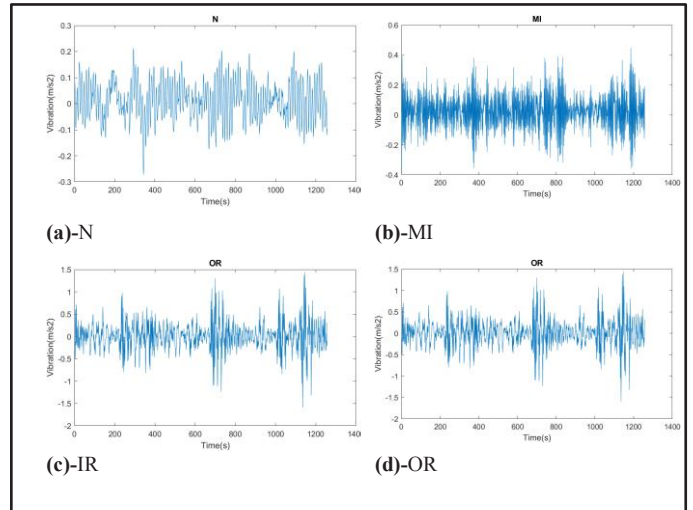 N
0.3
0.2
0.1
0
-0.1
-0.2
-0.3
Vibration(m/s2)
0 200 400 600 800 1000 1200 1400
Time(s)
(a)-N
MI
0.6
0.4
0.2
0
-0.2
-0.4
Vibration(m/s2)
0 200 400 600 800 1000 1200 1400
Time(s)
(b)-MI
OR
1.5
1
0.5
0
-0.5
-1
-1.5
-2
Vibration(m/s2)
0 200 400 600 800 1000 1200 1400
Time(s)
(c)-IR
OR
1.5
1
0.5
0
-0.5
-1
-1.5
-2
Vibration(m/s2)
0 200 400 600 800 1000 1200 1400
Time(s)
(d)-OR